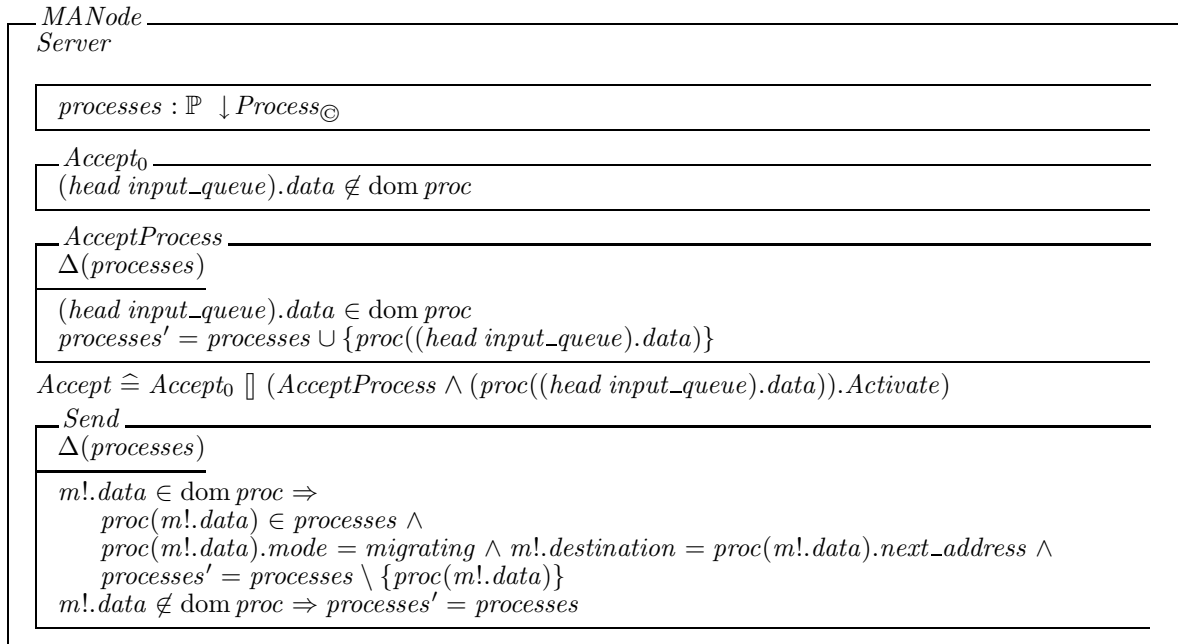 MANode
Server
processes : ℙ ↓Process©
Accept₀
(head input_queue).data ∉ dom proc
AcceptProcess
Δ(processes)
(head input_queue).data ∈ dom proc
processes′ = processes ∪ {proc((head input_queue).data)}
Accept ≙ Accept₀ [] (AcceptProcess ∧ (proc((head input_queue).data)).Activate)
Send
Δ(processes)
m!.data ∈ dom proc ⇒
proc(m!.data) ∈ processes ∧
proc(m!.data).mode = migrating ∧ m!.destination = proc(m!.data).next_address ∧
processes′ = processes \ {proc(m!.data)}
m!.data ∉ dom proc ⇒ processes′ = processes